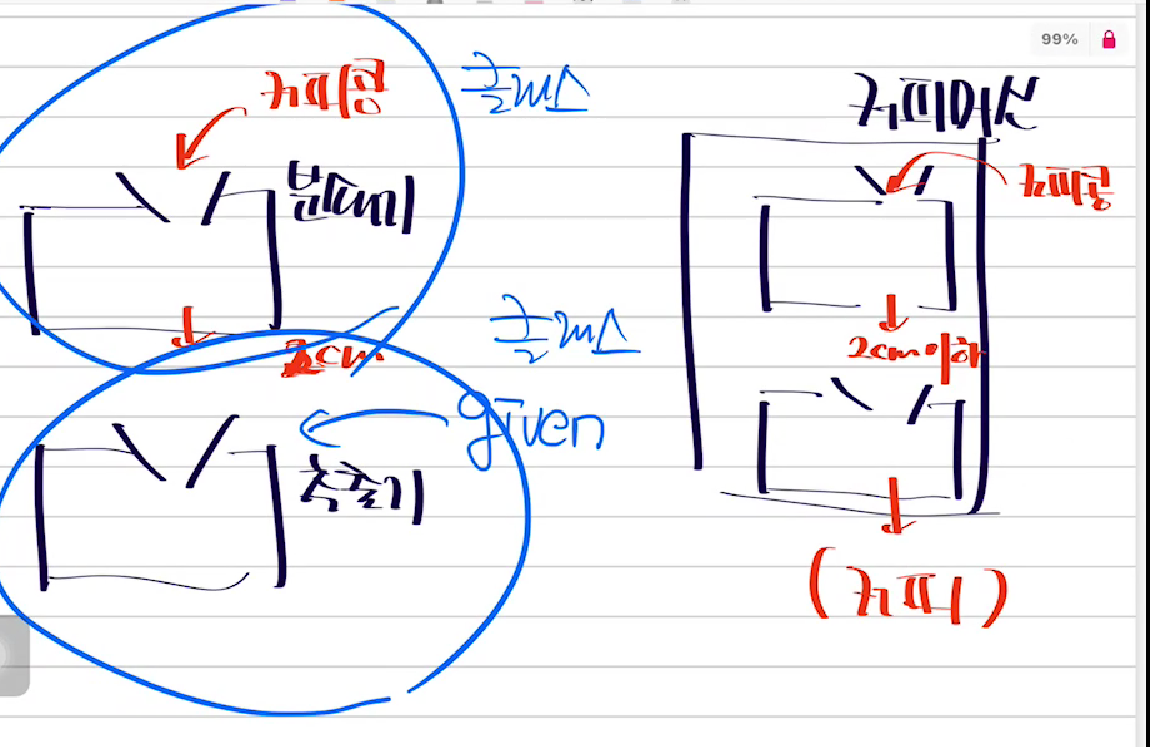 99%
커피콩
클래스
분쇄기
2cm
클래스
given
추출기
커피머신
커피콩
2cm이하
(커피)